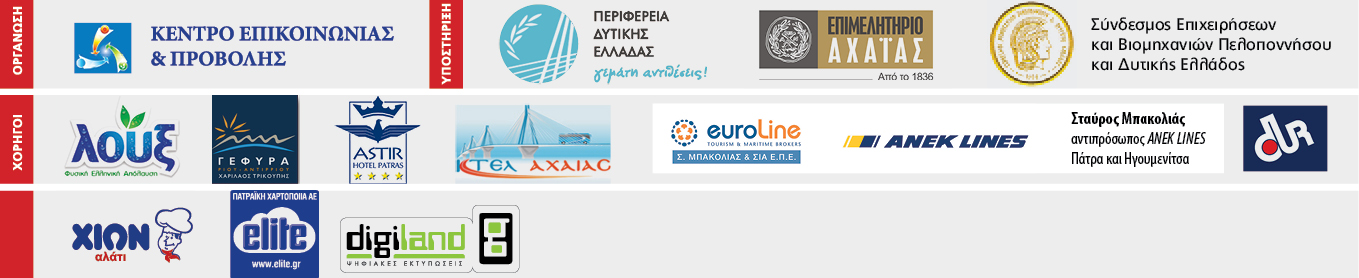 ΟΡΓΑΝΩΣΗ
ΚΕΝΤΡΟ ΕΠΙΚΟΙΝΩΝΙΑΣ
& ΠΡΟΒΟΛΗΣ
ΥΠΟΣΤΗΡΙΞΗ
ΠΕΡΙΦΕΡΕΙΑ
ΔΥΤΙΚΗΣ
ΕΛΛΑΔΑΣ
γεμάτη αντιθέσεις!
ΕΠΙΜΕΛΗΤΗΡΙΟ
ΑΧΑΪΑΣ
Από το 1836
Σύνδεσμος Επιχειρήσεων
και Βιομηχανιών Πελοποννήσου
και Δυτικής Ελλάδος
ΧΟΡΗΓΟΙ
λουξ
Φυσική Ελληνική Απόλαυση
ΓΕΦΥΡΑ
ΡΙΟΥ-ΑΝΤΙΡΡΙΟΥ
ΧΑΡΙΛΑΟΣ ΤΡΙΚΟΥΠΗΣ
ASTIR
HOTEL PATRAS
ΚΤΕΛ ΑΧΑΙΑΣ
euroLine
TOURISM & MARITIME BROKERS
Σ. ΜΠΑΚΟΛΙΑΣ & ΣΙΑ Ε.Π.Ε.
ANEK LINES
Σταύρος Μπακολιάς
αντιπρόσωπος ANEK LINES
Πάτρα και Ηγουμενίτσα
dur
ΧΙΩΝ
αλάτι
ΠΑΤΡΑΪΚΗ ΧΑΡΤΟΠΟΙΙΑ ΑΕ
elite
www.elite.gr
digiland
ΨΗΦΙΑΚΕΣ ΕΚΤΥΠΩΣΕΙΣ